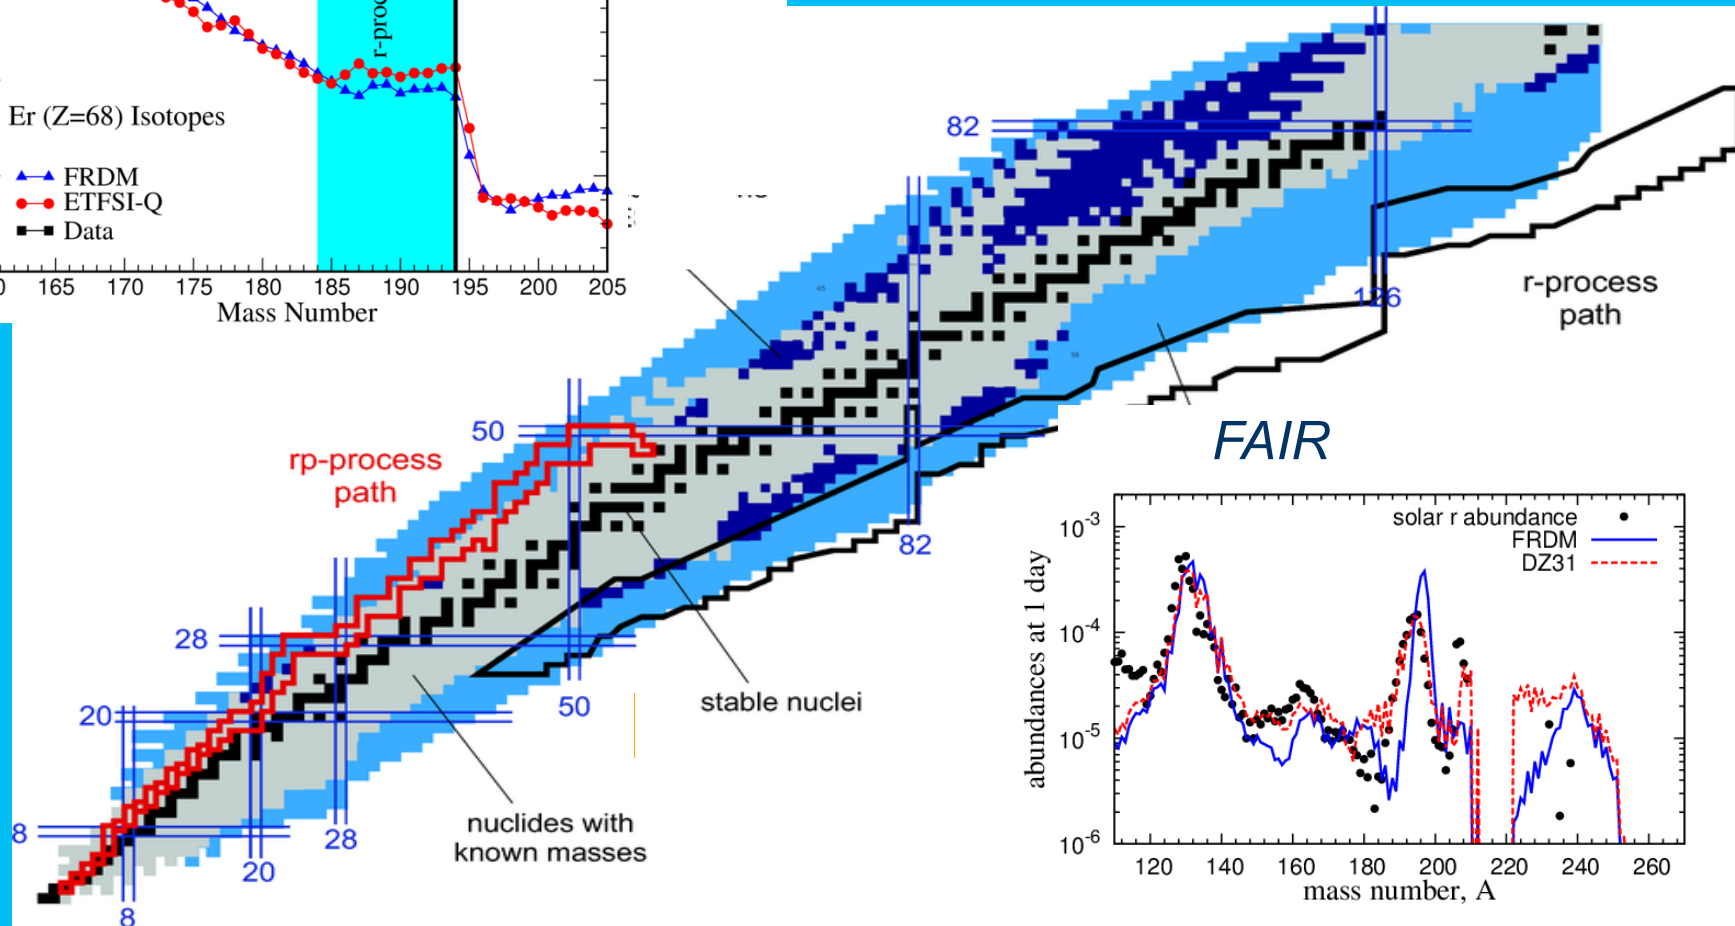 r-proc
Er (Z=68) Isotopes
FRDM
ETFSI-Q
Data
165 170 175 180 185 190 195 200 205
Mass Number
82
126
r-process
path
50
82
rp-process
path
28
50
20
28
8
20
8
stable nuclei
nuclides with
known masses
FAIR
solar r abundance
FRDM
DZ31
10-3
10-4
10-5
10-6
abundances at 1 day
120 140 160 180 200 220 240 260
mass number, A